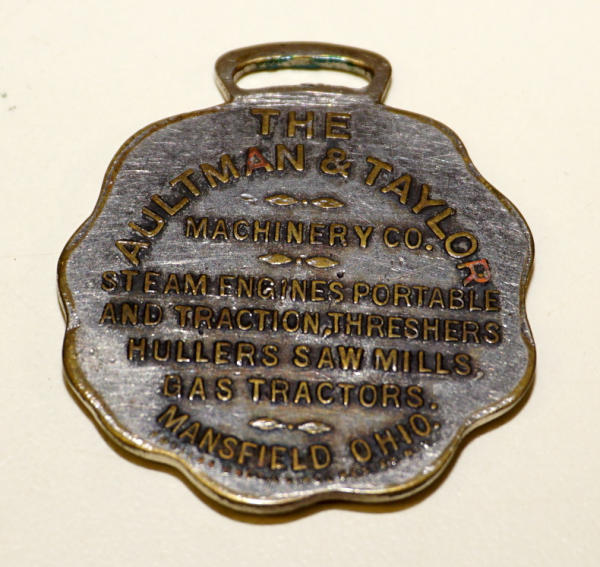 THE
AULTMAN & TAYLOR
MACHINERY CO.
STEAM ENGINES PORTABLE
AND TRACTION, THRESHERS
HULLERS SAW MILLS,
GAS TRACTORS.
MANSFIELD OHIO.